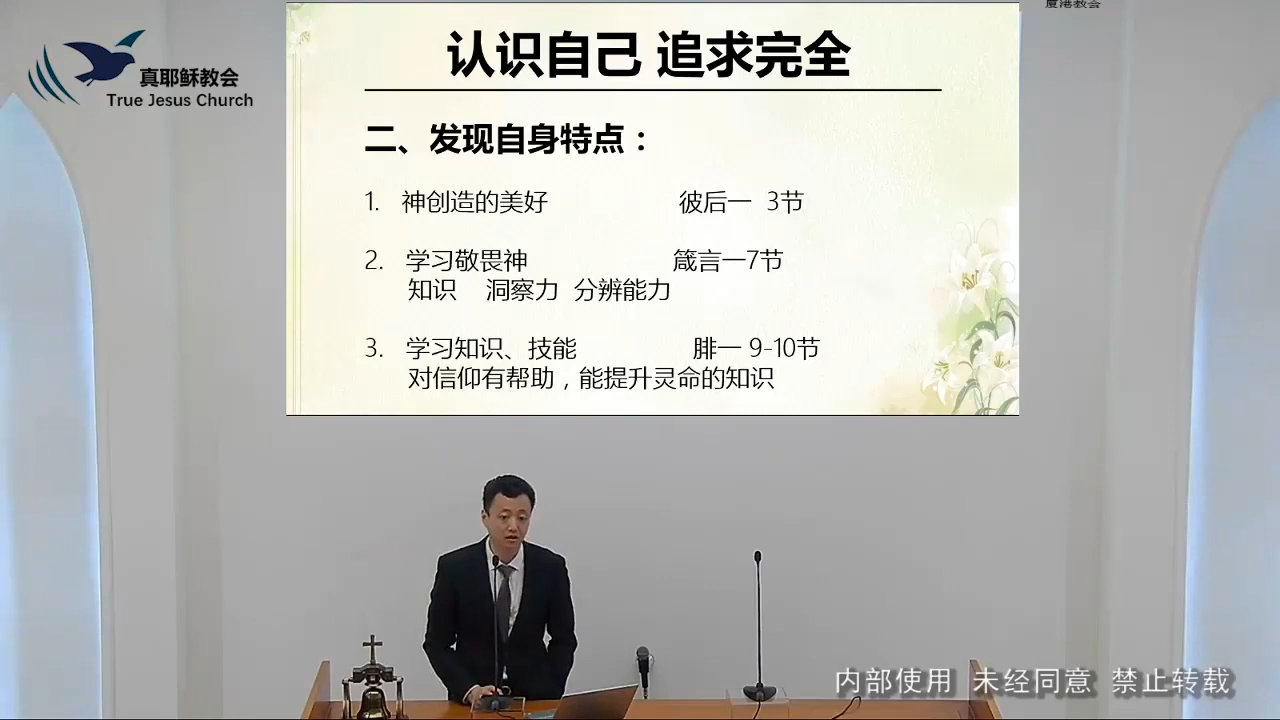 厦港教会
真耶稣教会
True Jesus Church
认识自己 追求完全
二、发现自身特点：
1. 神创造的美好 彼后一 3节
2. 学习敬畏神 箴言一7节
知识 洞察力 分辨能力
3. 学习知识、技能 腓一 9-10节
对信仰有帮助，能提升灵命的知识
内部使用 未经同意 禁止转载